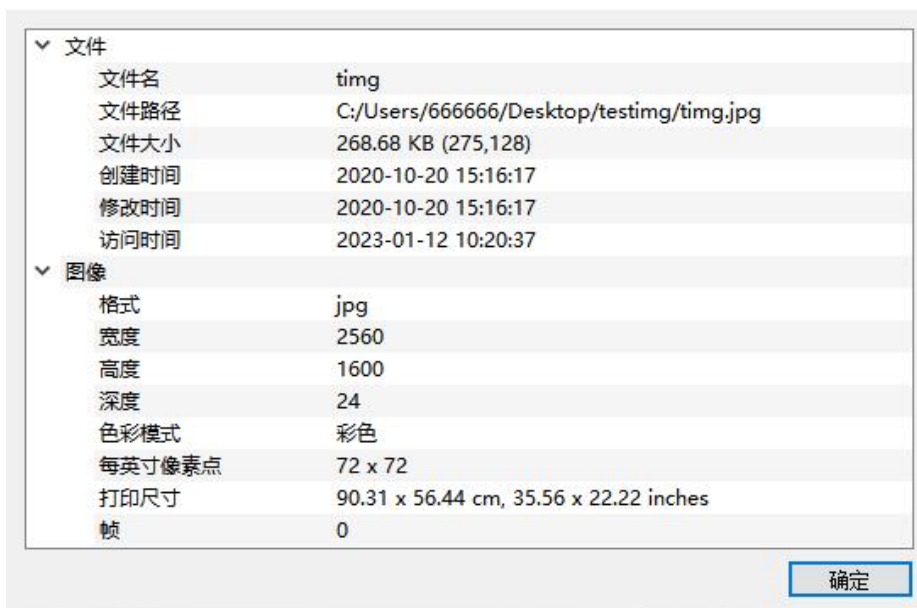 文件
文件名 timg
文件路径 C:/Users/666666/Desktop/testimg/timg.jpg
文件大小 268.68 KB (275,128)
创建时间 2020-10-20 15:16:17
修改时间 2020-10-20 15:16:17
访问时间 2023-01-12 10:20:37
图像
格式 jpg
宽度 2560
高度 1600
深度 24
色彩模式 彩色
每英寸像素点 72 x 72
打印尺寸 90.31 x 56.44 cm, 35.56 x 22.22 inches
帧 0
确定